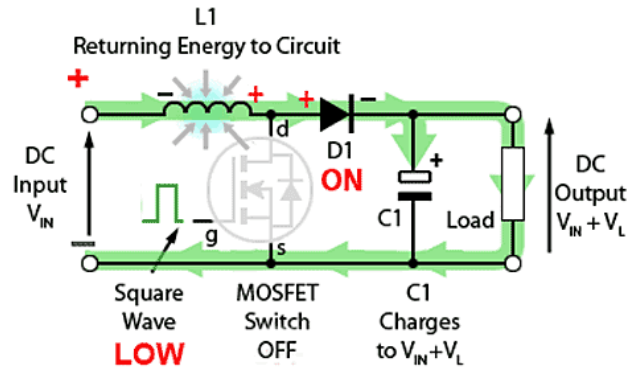 L1
Returning Energy to Circuit
+
− + + −
d
D1
ON
DC
Input
VIN
+
C1
Load
DC
Output
VIN + VL
g
s
−
Square
Wave
LOW
MOSFET
Switch
OFF
C1
Charges
to VIN+VL